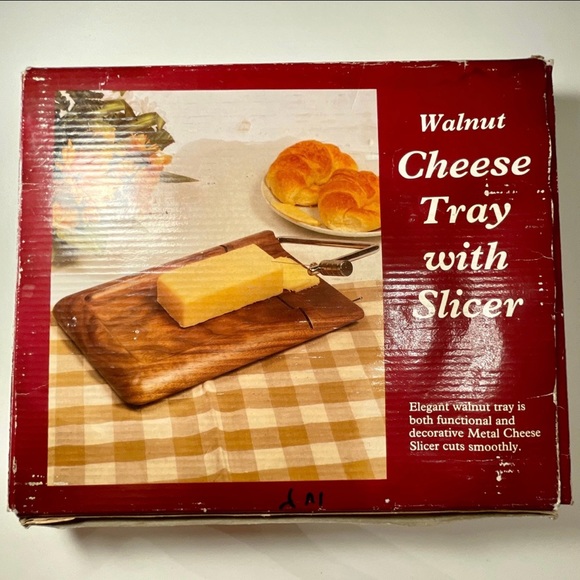 Walnut
Cheese
Tray
with
Slicer
Elegant walnut tray is
both functional and
decorative Metal Cheese
Slicer cuts smoothly.